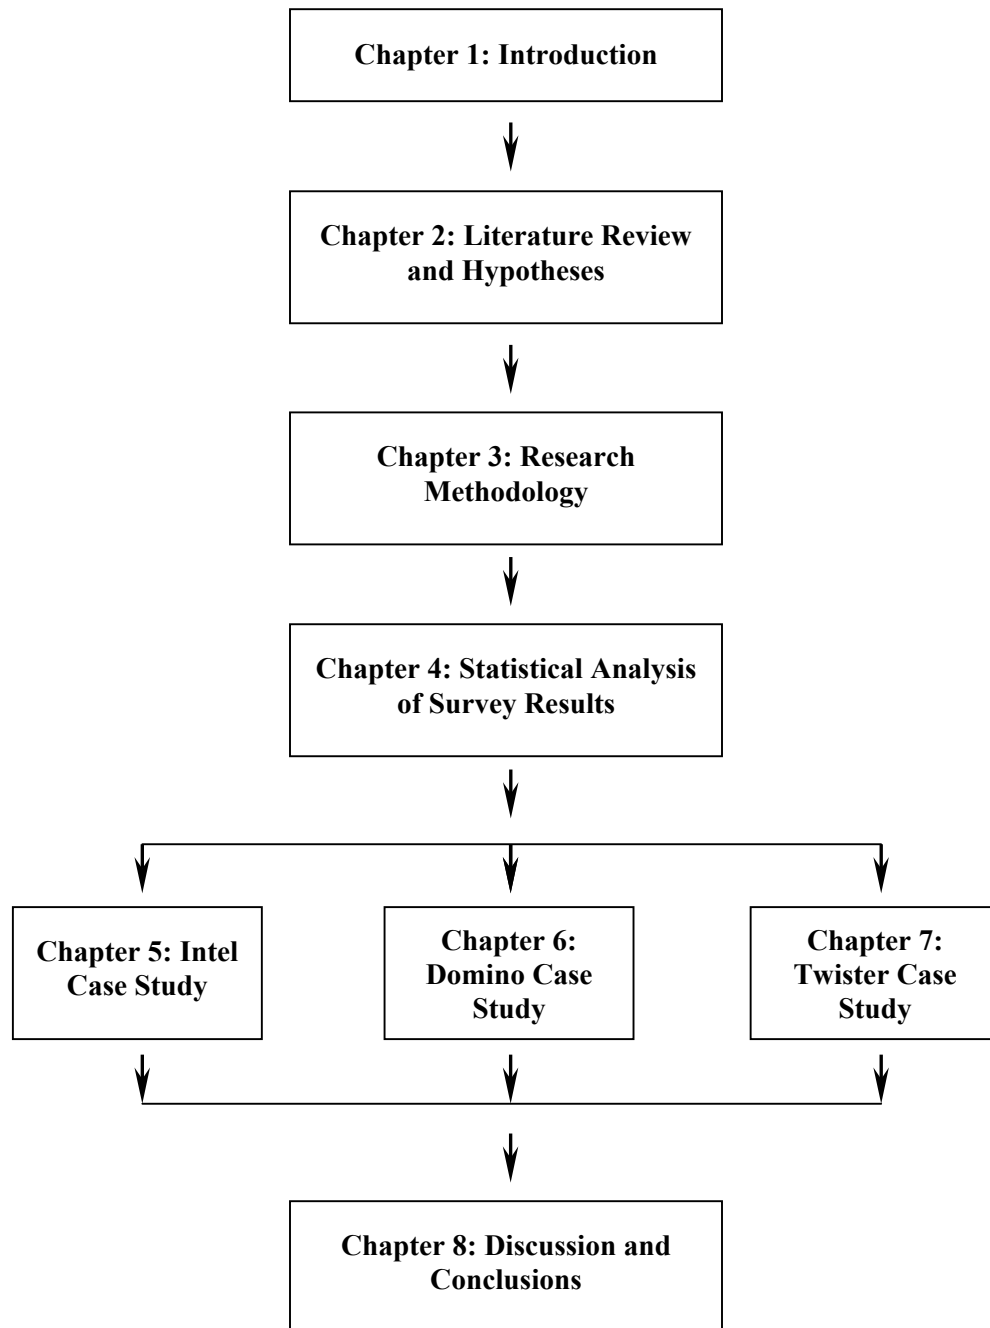 Chapter 1: Introduction
Chapter 2: Literature Review
and Hypotheses
Chapter 3: Research
Methodology
Chapter 4: Statistical Analysis
of Survey Results
Chapter 5: Intel
Case Study
Chapter 6:
Domino Case
Study
Chapter 7:
Twister Case
Study
Chapter 8: Discussion and
Conclusions